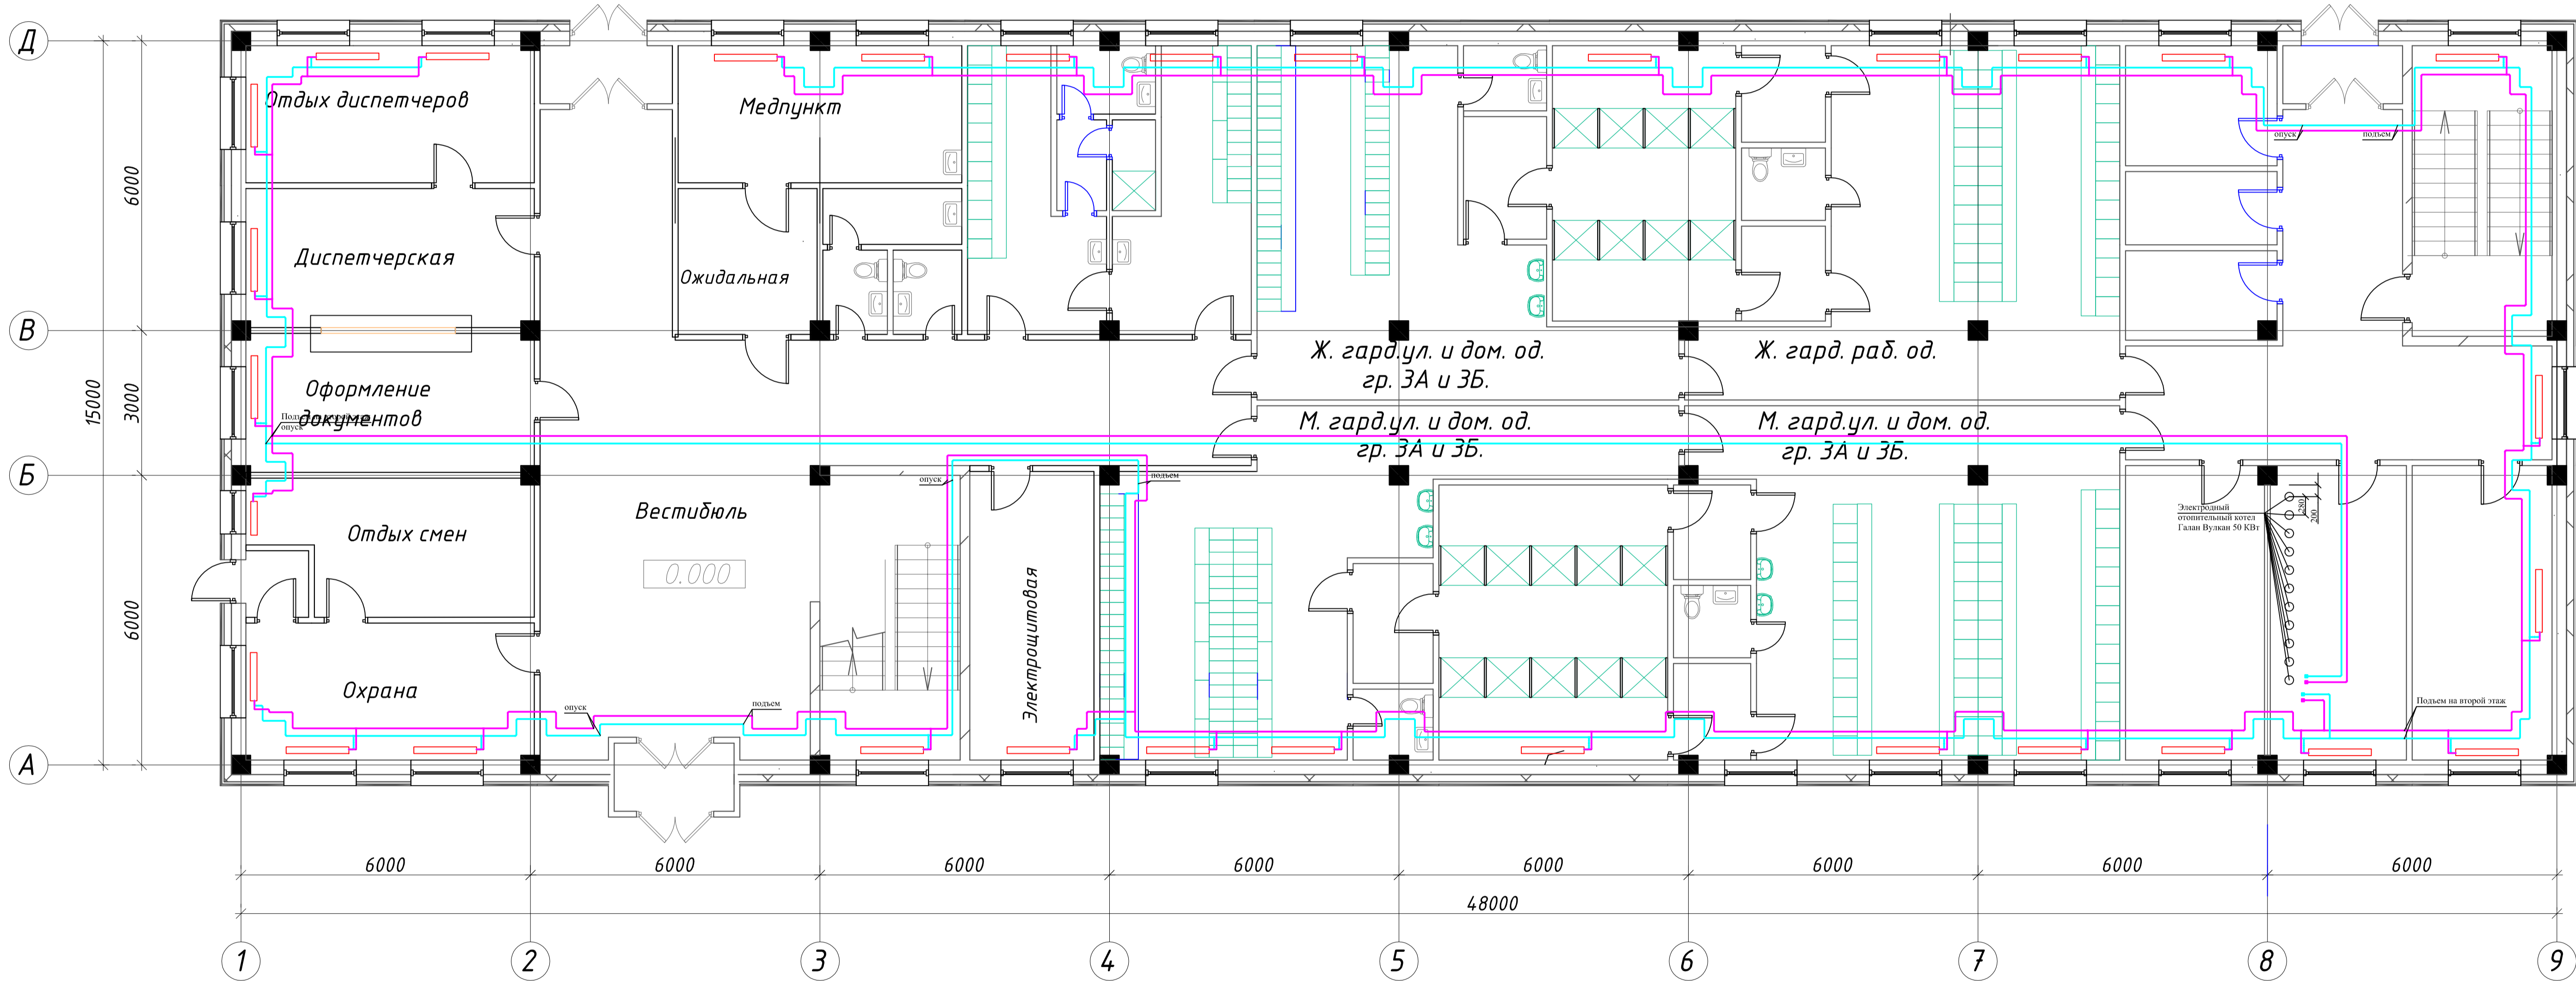 Д
Отдых диспетчеров
Медпункт
опуск
подъем
6000
Диспетчерская
Ожидальная
В
Ж. гард.ул. и дом. од.
гр. 3А и 3Б.
Ж. гард. раб. од.
15000
3000
Оформление
документов
опуск
М. гард.ул. и дом. од.
гр. 3А и 3Б.
М. гард.ул. и дом. од.
гр. 3А и 3Б.
Б
опуск
подъем
Вестибюль
Отдых смен
Электродный
отопительный котел
Галан Вулкан 50 КВт
280
200
0.000
Электрощитовая
6000
Охрана
опуск
подъем
Подъем на второй этаж
А
6000
6000
6000
6000
6000
6000
6000
6000
48000
1
2
3
4
5
6
7
8
9